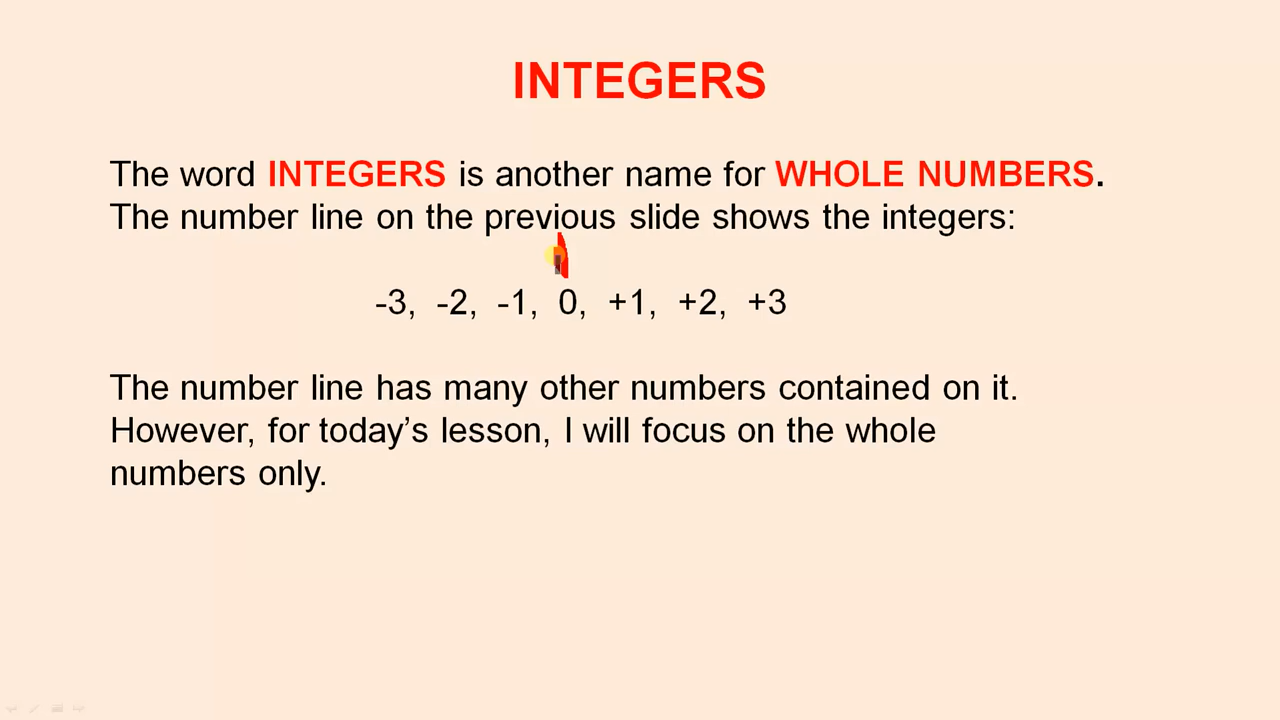 INTEGERS
The word INTEGERS is another name for WHOLE NUMBERS.
The number line on the previous slide shows the integers:
-3, -2, -1, 0, +1, +2, +3
The number line has many other numbers contained on it.
However, for today’s lesson, I will focus on the whole
numbers only.